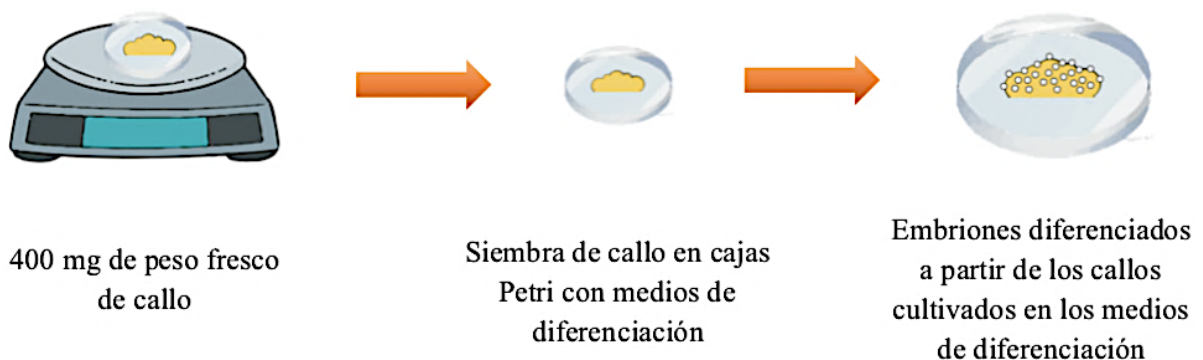 400 mg de peso fresco
de callo
Siembra de callo en cajas
Petri con medios de
diferenciación
Embriones diferenciados
a partir de los callos
cultivados en los medios
de diferenciación